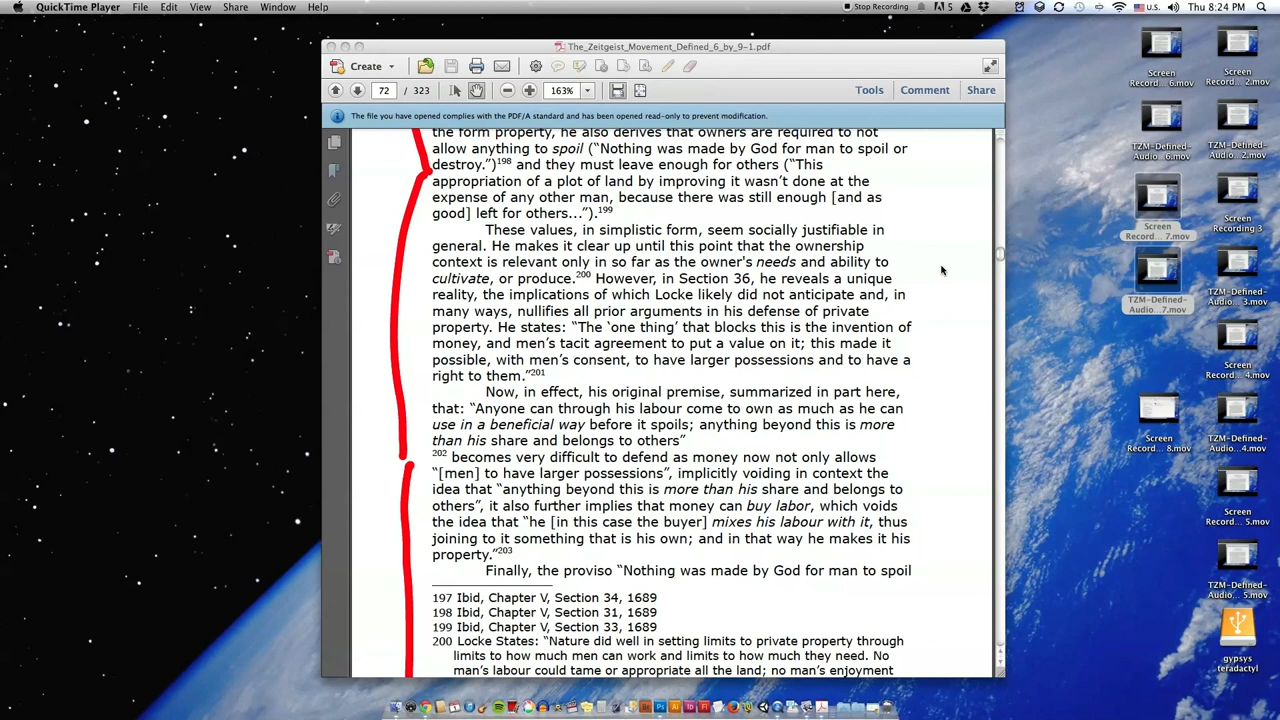 QuickTime Player File Edit View Share Window Help Stop Recording 5 U.S. Thu 8:24 PM
The_Zeitgeist_Movement_Defined_6_by_9-1.pdf
Create
72 / 323 163% Tools Comment Share
The file you have opened complies with the PDF/A standard and has been opened read-only to prevent modification.
the form property, he also derives that owners are required to not
allow anything to spoil (“Nothing was made by God for man to spoil or
destroy.”)198 and they must leave enough for others (“This
appropriation of a plot of land by improving it wasn’t done at the
expense of any other man, because there was still enough [and as
good] left for others…”).199
These values, in simplistic form, seem socially justifiable in
general. He makes it clear up until this point that the ownership
context is relevant only in so far as the owner's needs and ability to
cultivate, or produce.200 However, in Section 36, he reveals a unique
reality, the implications of which Locke likely did not anticipate and, in
many ways, nullifies all prior arguments in his defense of private
property. He states: “The ‘one thing’ that blocks this is the invention of
money, and men’s tacit agreement to put a value on it; this made it
possible, with men’s consent, to have larger possessions and to have a
right to them.”201
Now, in effect, his original premise, summarized in part here,
that: “Anyone can through his labour come to own as much as he can
use in a beneficial way before it spoils; anything beyond this is more
than his share and belongs to others”
202 becomes very difficult to defend as money now not only allows
“[men] to have larger possessions”, implicitly voiding in context the
idea that “anything beyond this is more than his share and belongs to
others”, it also further implies that money can buy labor, which voids
the idea that “he [in this case the buyer] mixes his labour with it, thus
joining to it something that is his own; and in that way he makes it his
property.”203
Finally, the proviso “Nothing was made by God for man to spoil
197 Ibid, Chapter V, Section 34, 1689
198 Ibid, Chapter V, Section 31, 1689
199 Ibid, Chapter V, Section 33, 1689
200 Locke States: “Nature did well in setting limits to private property through
limits to how much men can work and limits to how much they need. No
man’s labour could tame or appropriate all the land; no man’s enjoyment
Screen
Record... 6.mov
TZM-Defined-
Audio...6.mov
Screen
Record... 7.mov
TZM-Defined-
Audio...7.mov
Screen
Record... 8.mov
Screen
Record... 2.mov
TZM-Defined-
Audio...2.mov
Screen
Recording 3
TZM-Defined-
Audio... 3.mov
Screen
Record... 4.mov
TZM-Defined-
Audio...4.mov
Screen
Record... 5.mov
TZM-Defined-
Audio... 5.mov
gypsys
teradactyl